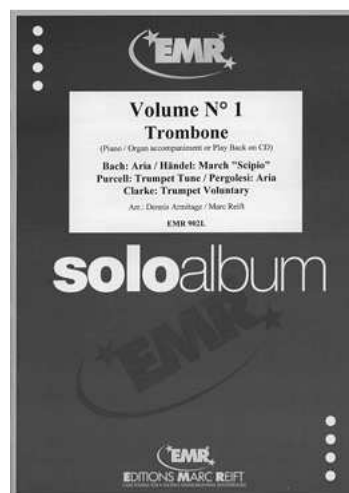 EMR
Volume N° 1
Trombone
(Piano / Organ accompaniment or Play Back on CD)
Bach: Aria / Händel: March "Scipio"
Purcell: Trumpet Tune / Pergolesi: Aria
Clarke: Trumpet Voluntary
Arr.: Dennis Armitage / Marc Reift
EMR 902L
soloalbum
EMR
EMR
EDITIONS MARC REIFT